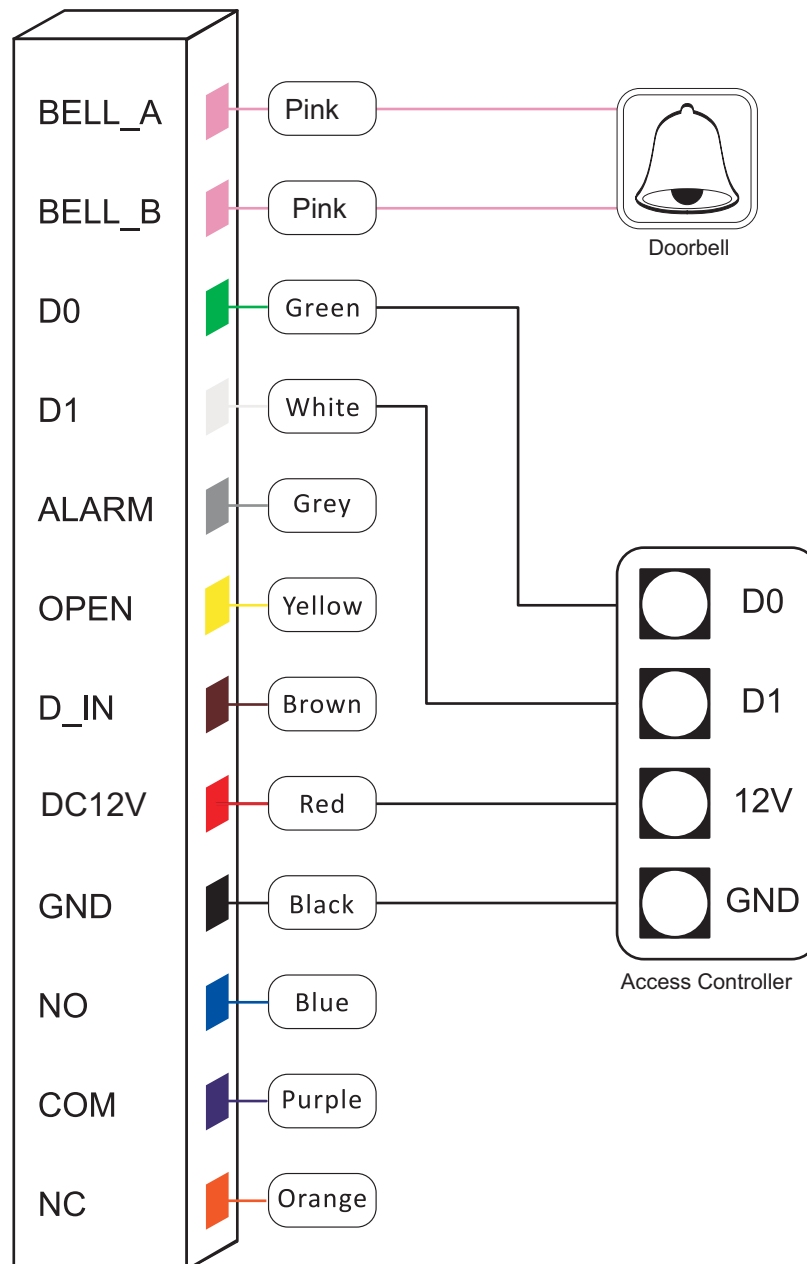 BELL_A Pink
BELL_B Pink
Doorbell
D0 Green
D1 White
ALARM Grey
OPEN Yellow
D0
D_IN Brown
D1
DC12V Red
12V
GND Black
GND
Access Controller
NO Blue
COM Purple
NC Orange